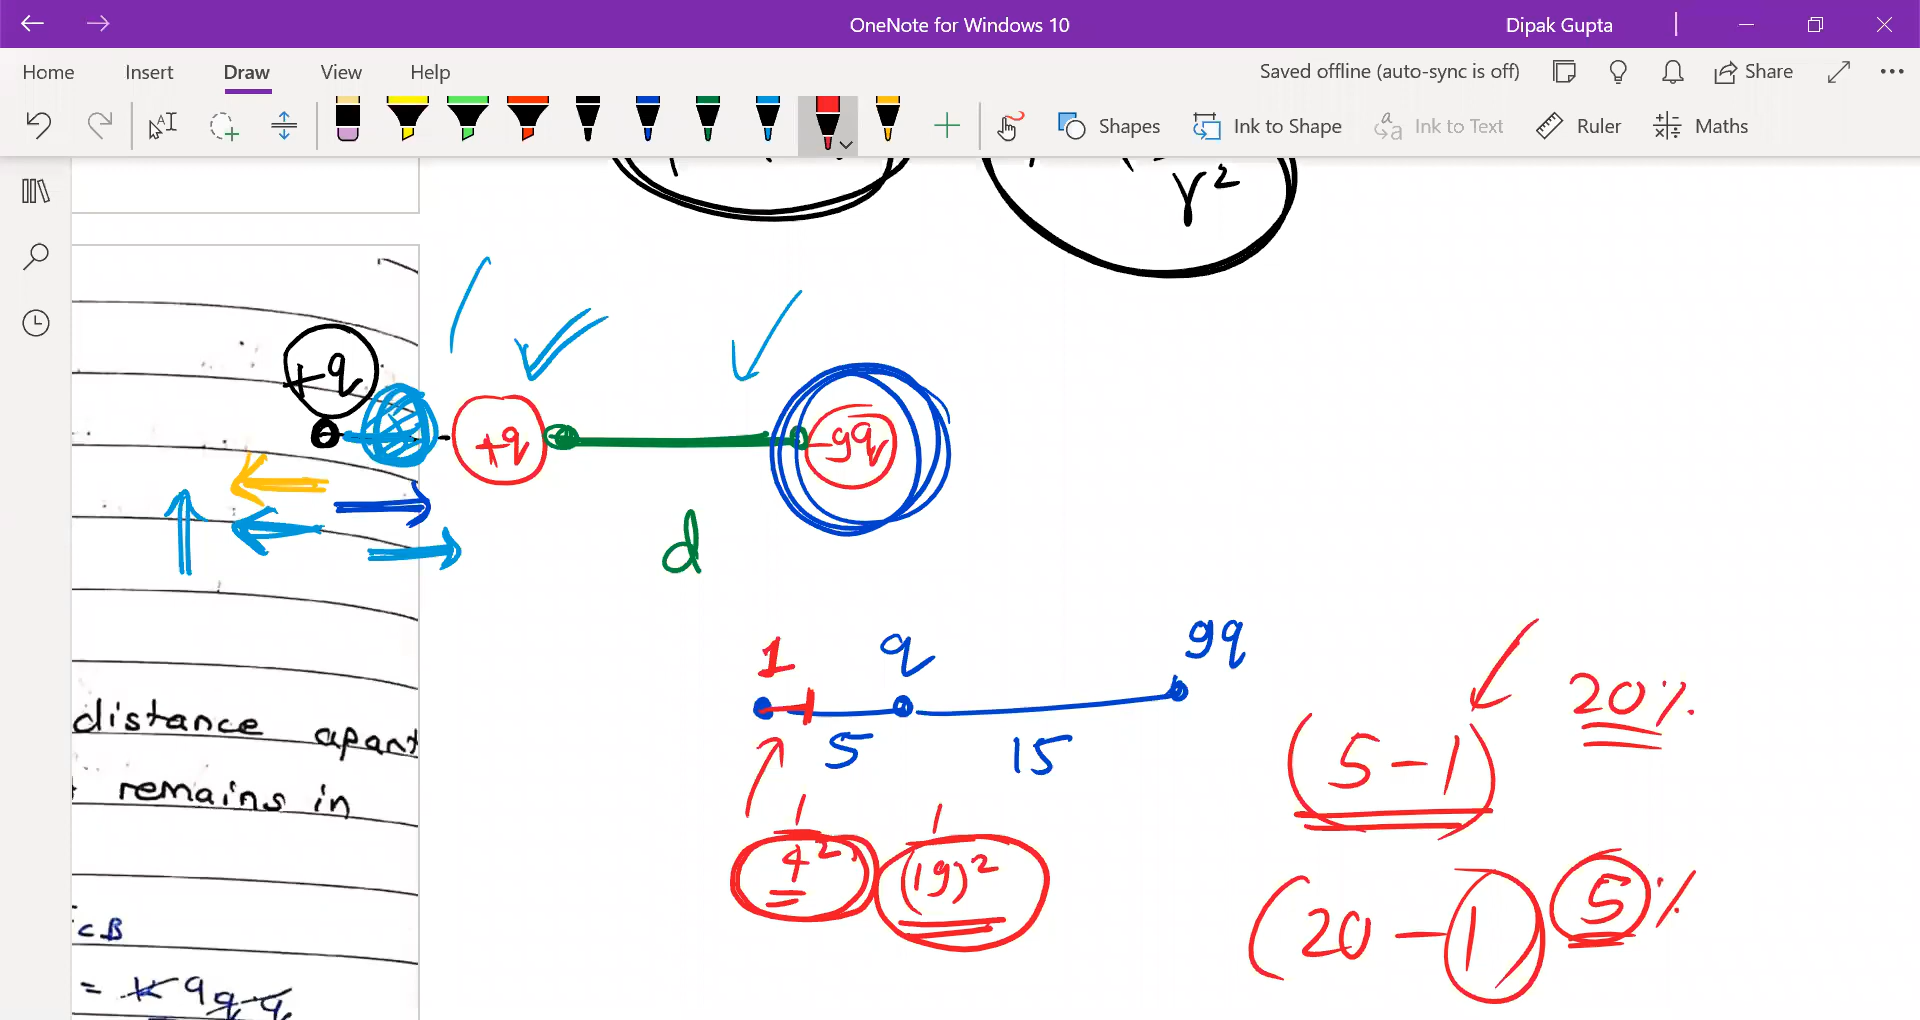 OneNote for Windows 10
Dipak Gupta
Home Insert Draw View Help
Saved offline (auto-sync is off)
Share
Shapes
Ink to Shape
Ink to Text
Ruler
Maths
r²
+q
+q
-9q
d
1
q
9q
5
15
4²
(19)²
(5-1)
20%
(20-1)
5%
distance apart
remains in
CB
= k 9q q